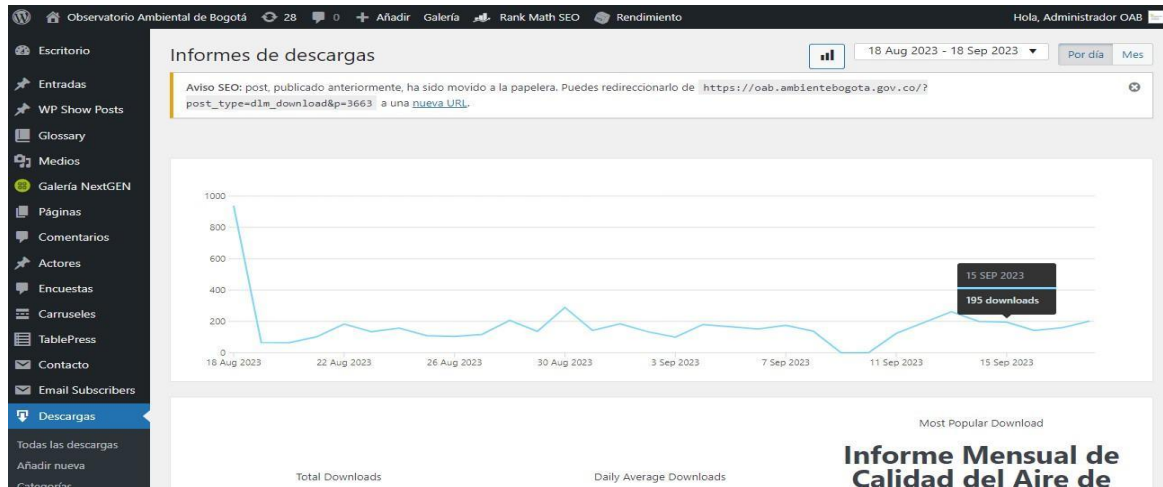 Observatorio Ambiental de Bogotá 28 0 Añadir Galería Rank Math SEO Rendimiento Hola, Administrador OAB
Escritorio
Entradas
WP Show Posts
Glossary
Medios
Galería NextGEN
Páginas
Comentarios
Actores
Encuestas
Carruseles
TablePress
Contacto
Email Subscribers
Descargas
Todas las descargas
Añadir nueva
Categorías
Informes de descargas
18 Aug 2023 - 18 Sep 2023 Por día Mes
Aviso SEO: post, publicado anteriormente, ha sido movido a la papelera. Puedes redireccionarlo de https://oab.ambientebogota.gov.co/?
post_type=dlm_download&p=3663 a una nueva URL.
1000
800
600
400
200
0
15 SEP 2023
195 downloads
18 Aug 2023 22 Aug 2023 26 Aug 2023 30 Aug 2023 3 Sep 2023 7 Sep 2023 11 Sep 2023 15 Sep 2023
Total Downloads
Daily Average Downloads
Most Popular Download
Informe Mensual de
Calidad del Aire de